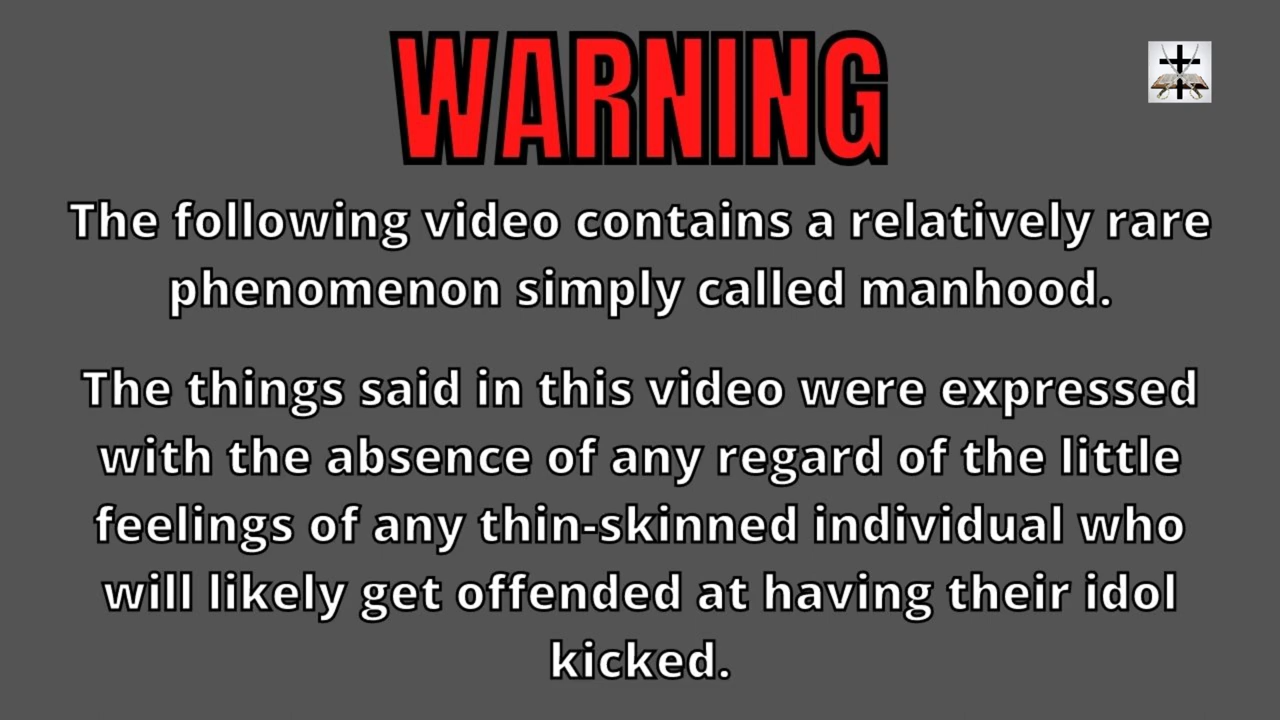 WARNING
The following video contains a relatively rare
phenomenon simply called manhood.
The things said in this video were expressed
with the absence of any regard of the little
feelings of any thin-skinned individual who
will likely get offended at having their idol
kicked.